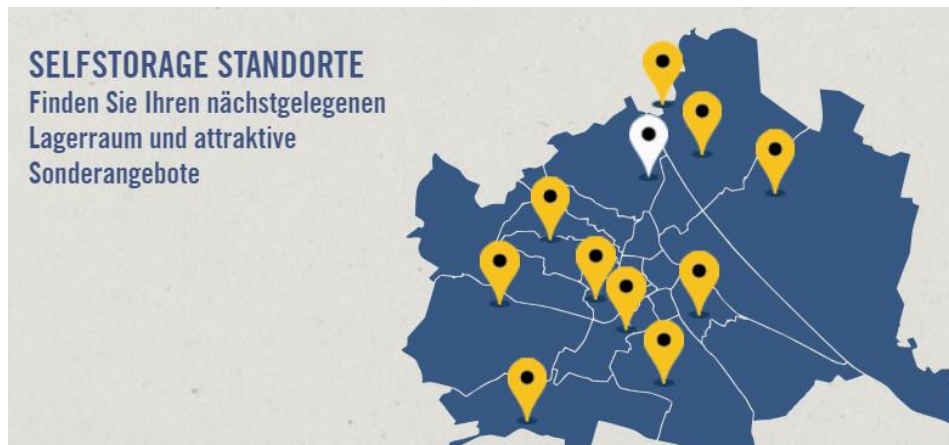 SELFSTORAGE STANDORTE
Finden Sie Ihren nächstgelegenen
Lagerraum und attraktive
Sonderangebote